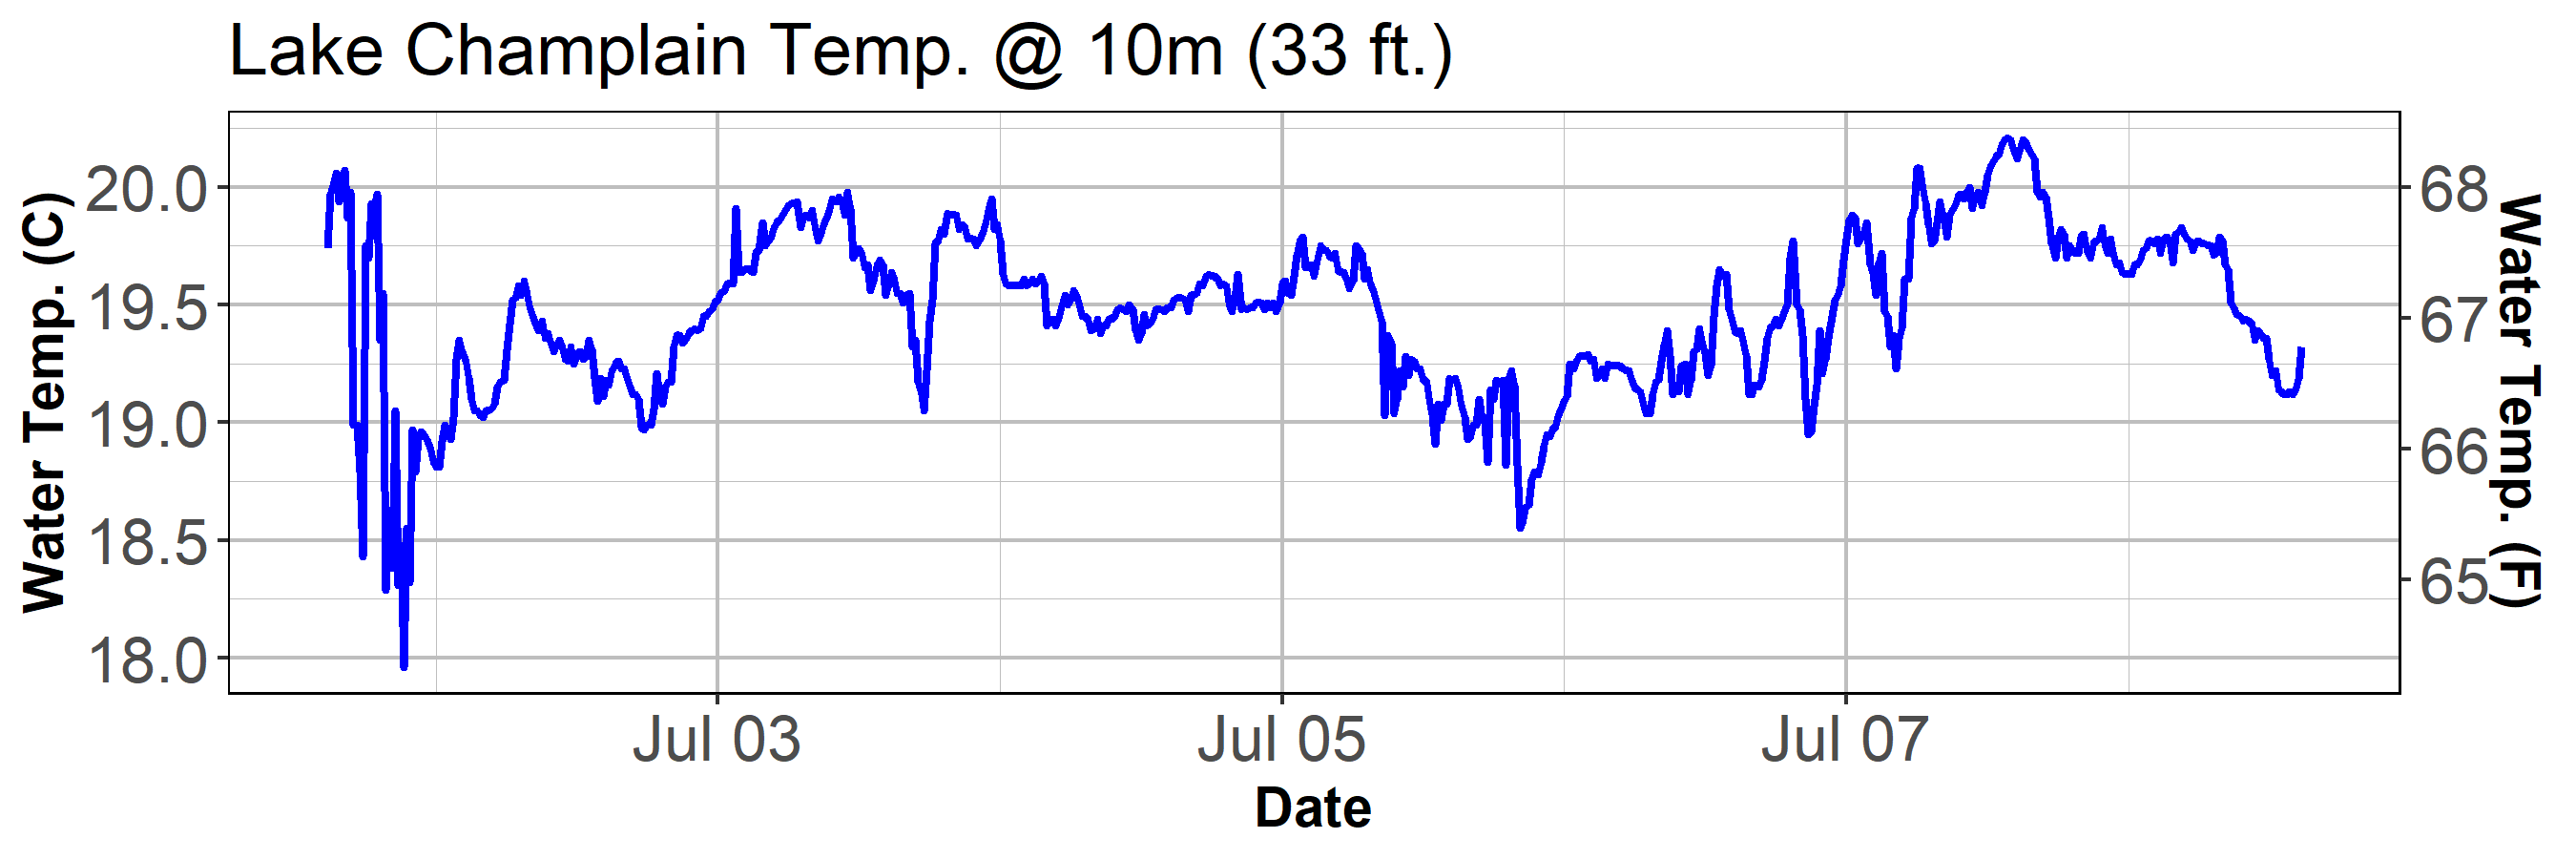 Lake Champlain Temp. @ 10m (33 ft.)
Water Temp. (C)
20.0
19.5
19.0
18.5
18.0
68
67
66
65
Water Temp. (F)
Jul 03 Jul 05 Jul 07
Date